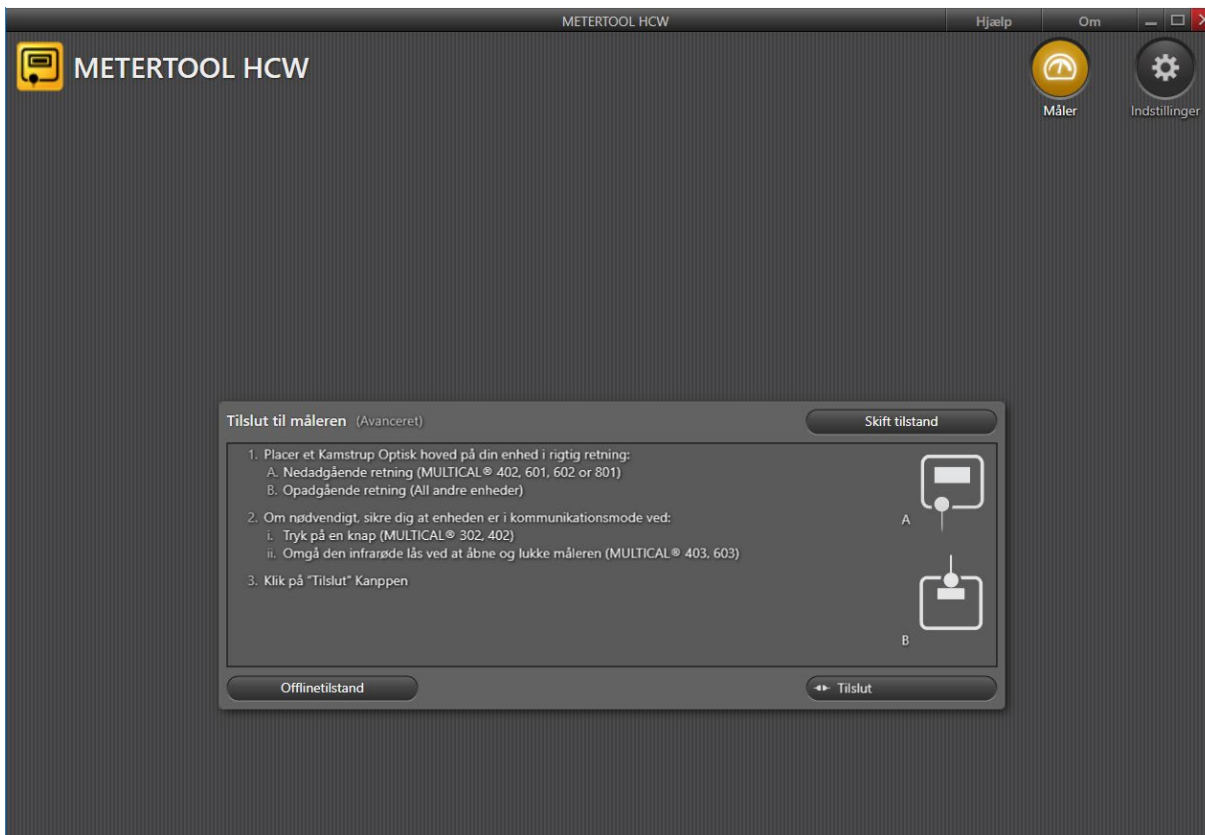 METERTOOL HCW
Hjælp
Om
METERTOOL HCW
Måler
Indstillinger
Tilslut til måleren (Avanceret)
Skift tilstand
1. Placer et Kamstrup Optisk hoved på din enhed i rigtig retning:
A. Nedadgående retning (MULTICAL® 402, 601, 602 or 801)
B. Opadgående retning (All andre enheder)
2. Om nødvendigt, sikre dig at enheden er i kommunikationsmode ved:
i. Tryk på en knap (MULTICAL® 302, 402)
ii. Omgå den infrarøde lås ved at åbne og lukke måleren (MULTICAL® 403, 603)
3. Klik på "Tilslut" Kanppen
A
B
Offlinetilstand
Tilslut